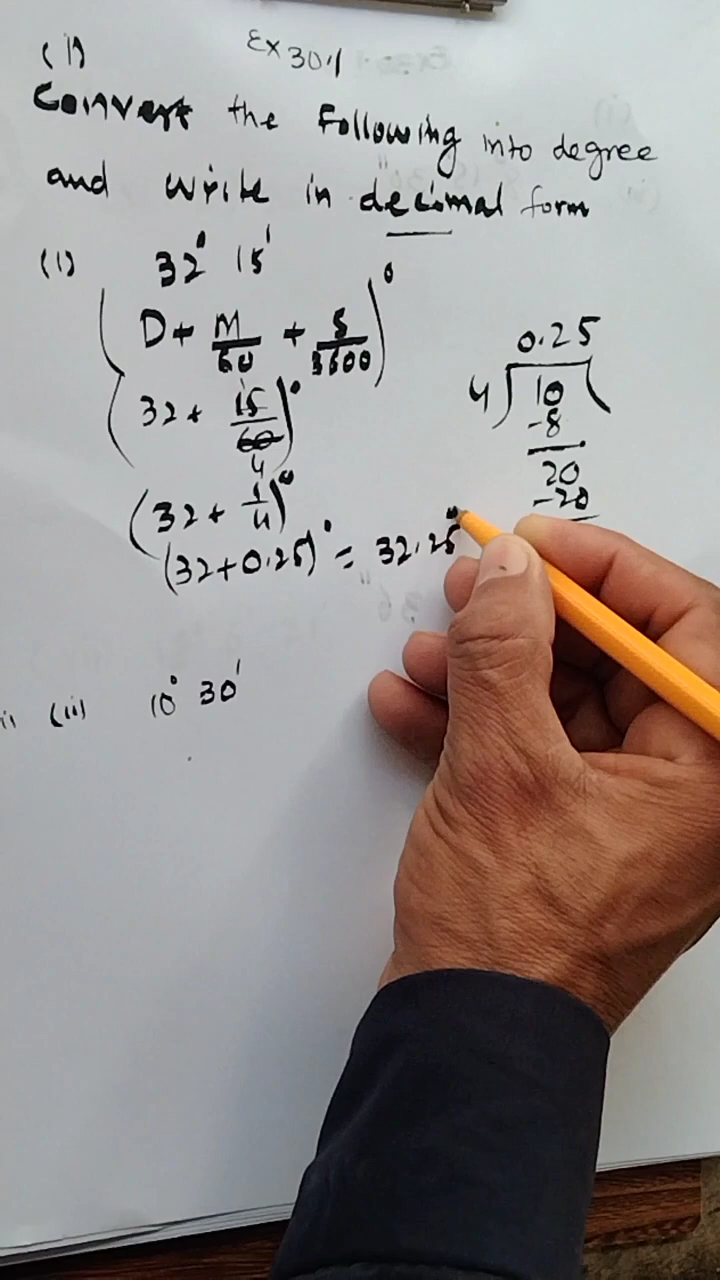 Ex 30.1
(1)
Convert the Following into degree
and write in decimal form
(1) 32° 15'
(D + M/60 + S/3600)°
(32 + 15/60)°
4
(32 + 1/4)°
(32 + 0.25)° = 32.25°
0.25
4 ) 10 (
-8
20
-20
(ii) 10° 30'